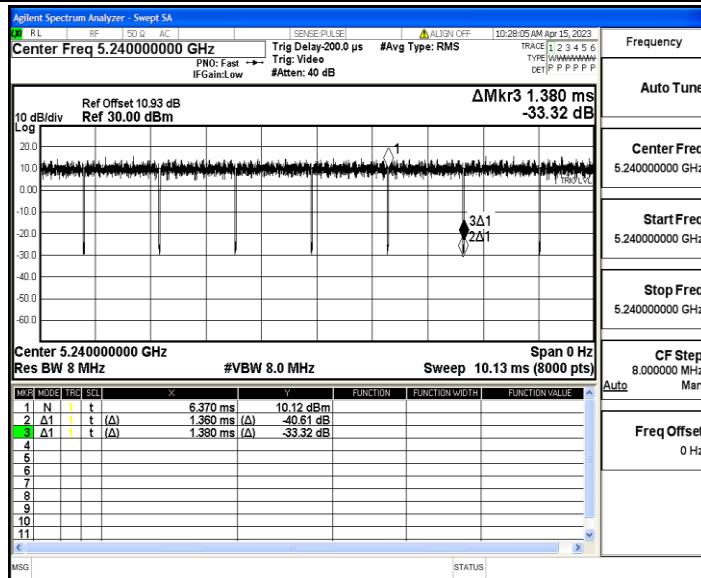 Agilent Spectrum Analyzer - Swept SA
RL RF 50 Ω AC SENSE:PULSE ALIGN OFF 10:28:05 AM Apr 15, 2023
Center Freq 5.240000000 GHz Trig Delay-200.0 µs #Avg Type: RMS TRACE 1 2 3 4 5 6
PNO: Fast Trig: Video TYPE WWWWWW
IFGain:Low #Atten: 40 dB DET P P P P P P
Ref Offset 10.93 dB ΔMkr3 1.380 ms
10 dB/div Ref 30.00 dBm -33.32 dB
Log
20.0
1
10.0
TRIG LVL
0.00
-10.0
3Δ1
-20.0
2Δ1
-30.0
-40.0
-50.0
-60.0
Center 5.240000000 GHz Span 0 Hz
Res BW 8 MHz #VBW 8.0 MHz Sweep 10.13 ms (8000 pts)
MKR MODE TRC SCL X Y FUNCTION FUNCTION WIDTH FUNCTION VALUE
1 N 1 t 6.370 ms 10.12 dBm
2 Δ1 1 t (Δ) 1.360 ms (Δ) -40.61 dB
3 Δ1 1 t (Δ) 1.380 ms (Δ) -33.32 dB
4
5
6
7
8
9
10
11
MSG STATUS
Frequency
Auto Tune
Center Freq
5.240000000 GHz
Start Freq
5.240000000 GHz
Stop Freq
5.240000000 GHz
CF Step
8.000000 MHz
Auto Man
Freq Offset
0 Hz